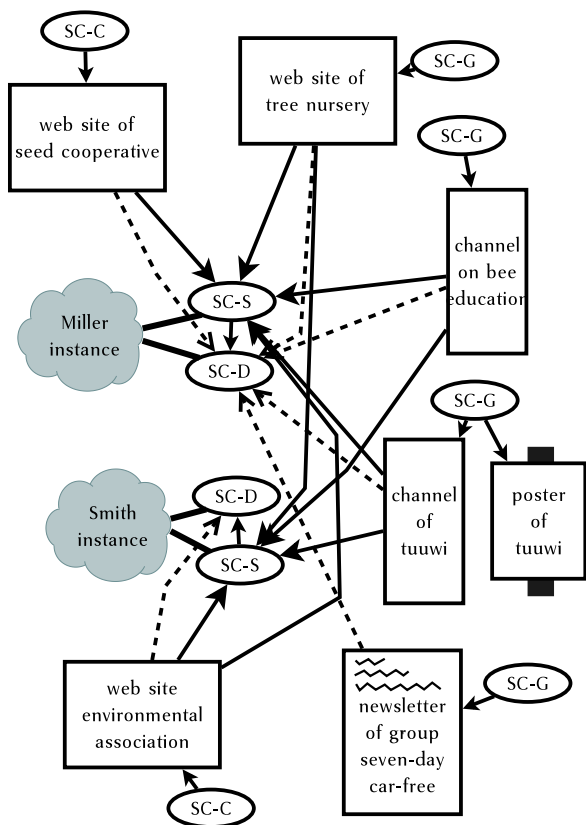 SC-C
web site of
seed cooperative
web site of
tree nursery
SC-G
SC-G
channel
on bee
education
SC-S
Miller
instance
SC-D
SC-G
channel
of
tuuwi
poster
of
tuuwi
SC-D
Smith
instance
SC-S
web site
environmental
association
SC-C
newsletter
of group
seven-day
car-free
SC-G